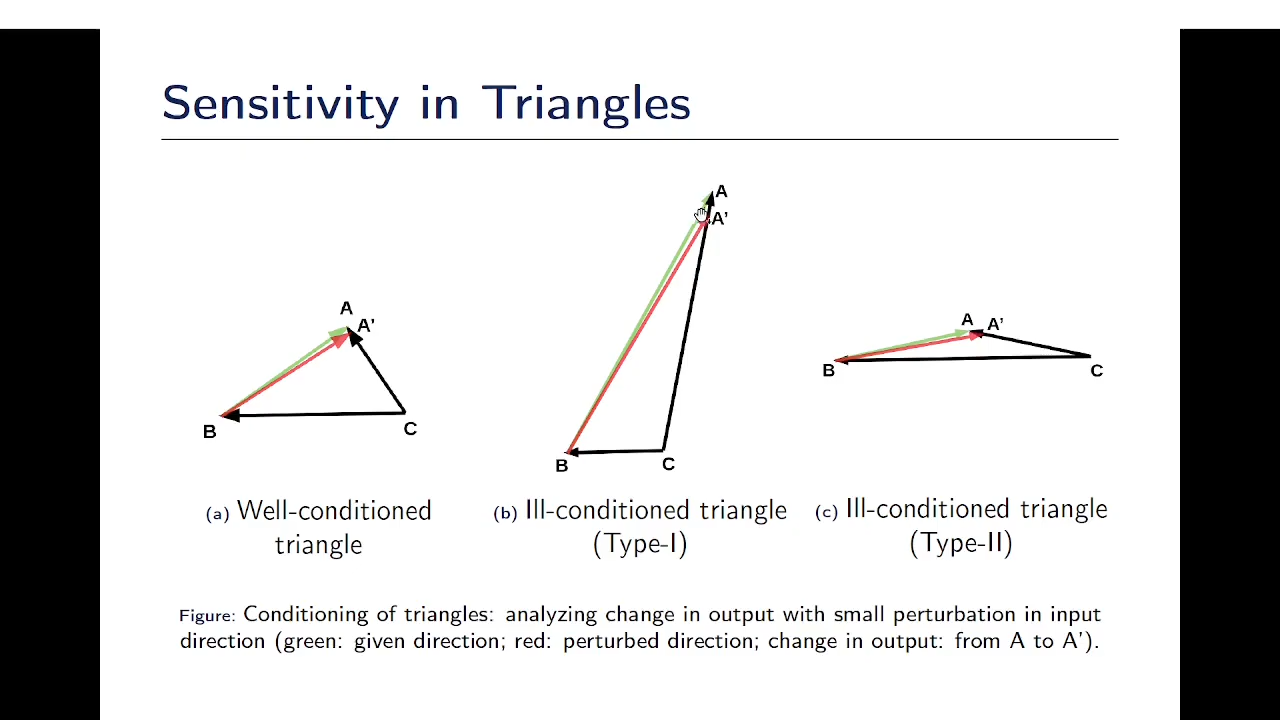 Sensitivity in Triangles
A
A'
B
C
A
A'
B
C
A
A'
B
C
(a) Well-conditioned
triangle
(b) Ill-conditioned triangle
(Type-I)
(c) Ill-conditioned triangle
(Type-II)
Figure: Conditioning of triangles: analyzing change in output with small perturbation in input
direction (green: given direction; red: perturbed direction; change in output: from A to A').